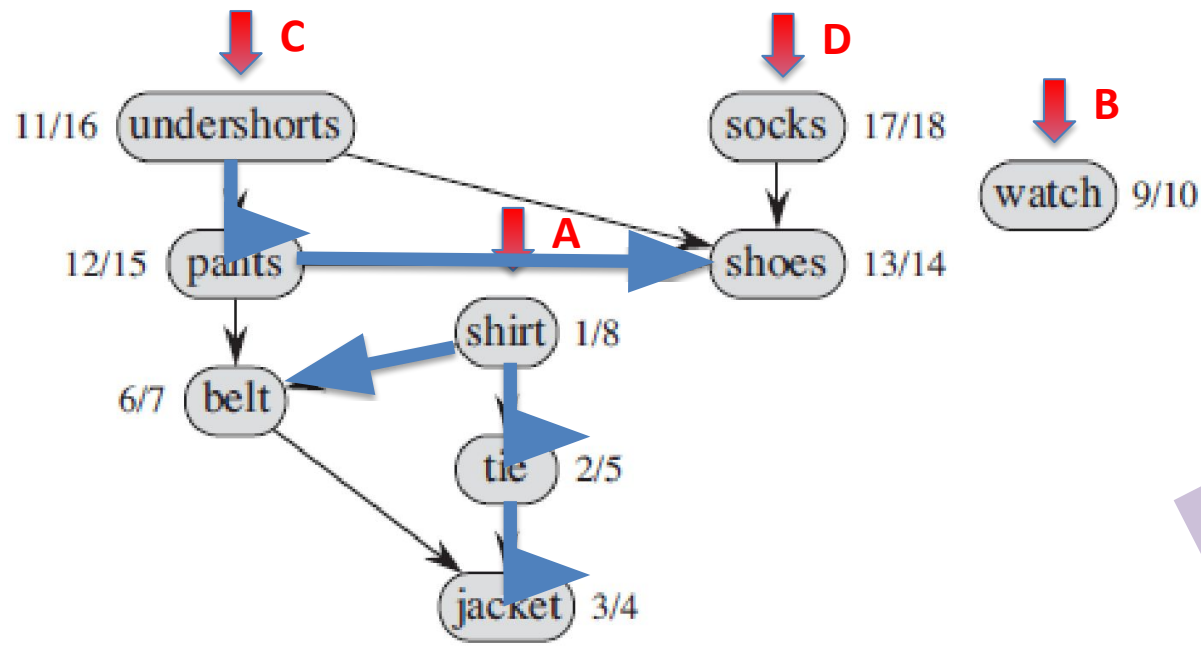 C
D
11/16 undershorts
socks 17/18
B
watch 9/10
A
12/15 pants
shoes 13/14
shirt 1/8
6/7 belt
tie 2/5
jacket 3/4